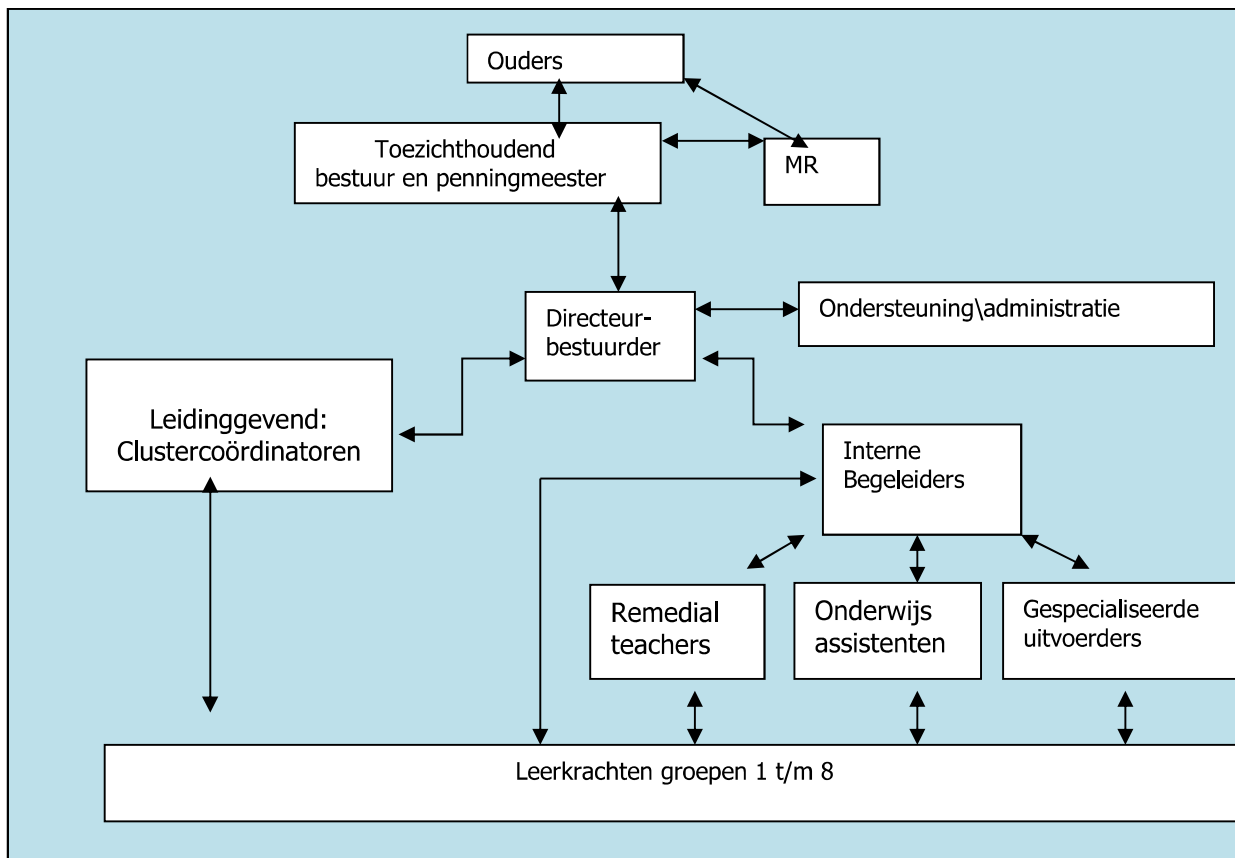 Ouders
Toezichthoudend
bestuur en penningmeester
MR
Directeur-
bestuurder
Ondersteuning\administratie
Leidinggevend:
Clustercoördinatoren
Interne
Begeleiders
Remedial
teachers
Onderwijs
assistenten
Gespecialiseerde
uitvoerders
Leerkrachten groepen 1 t/m 8